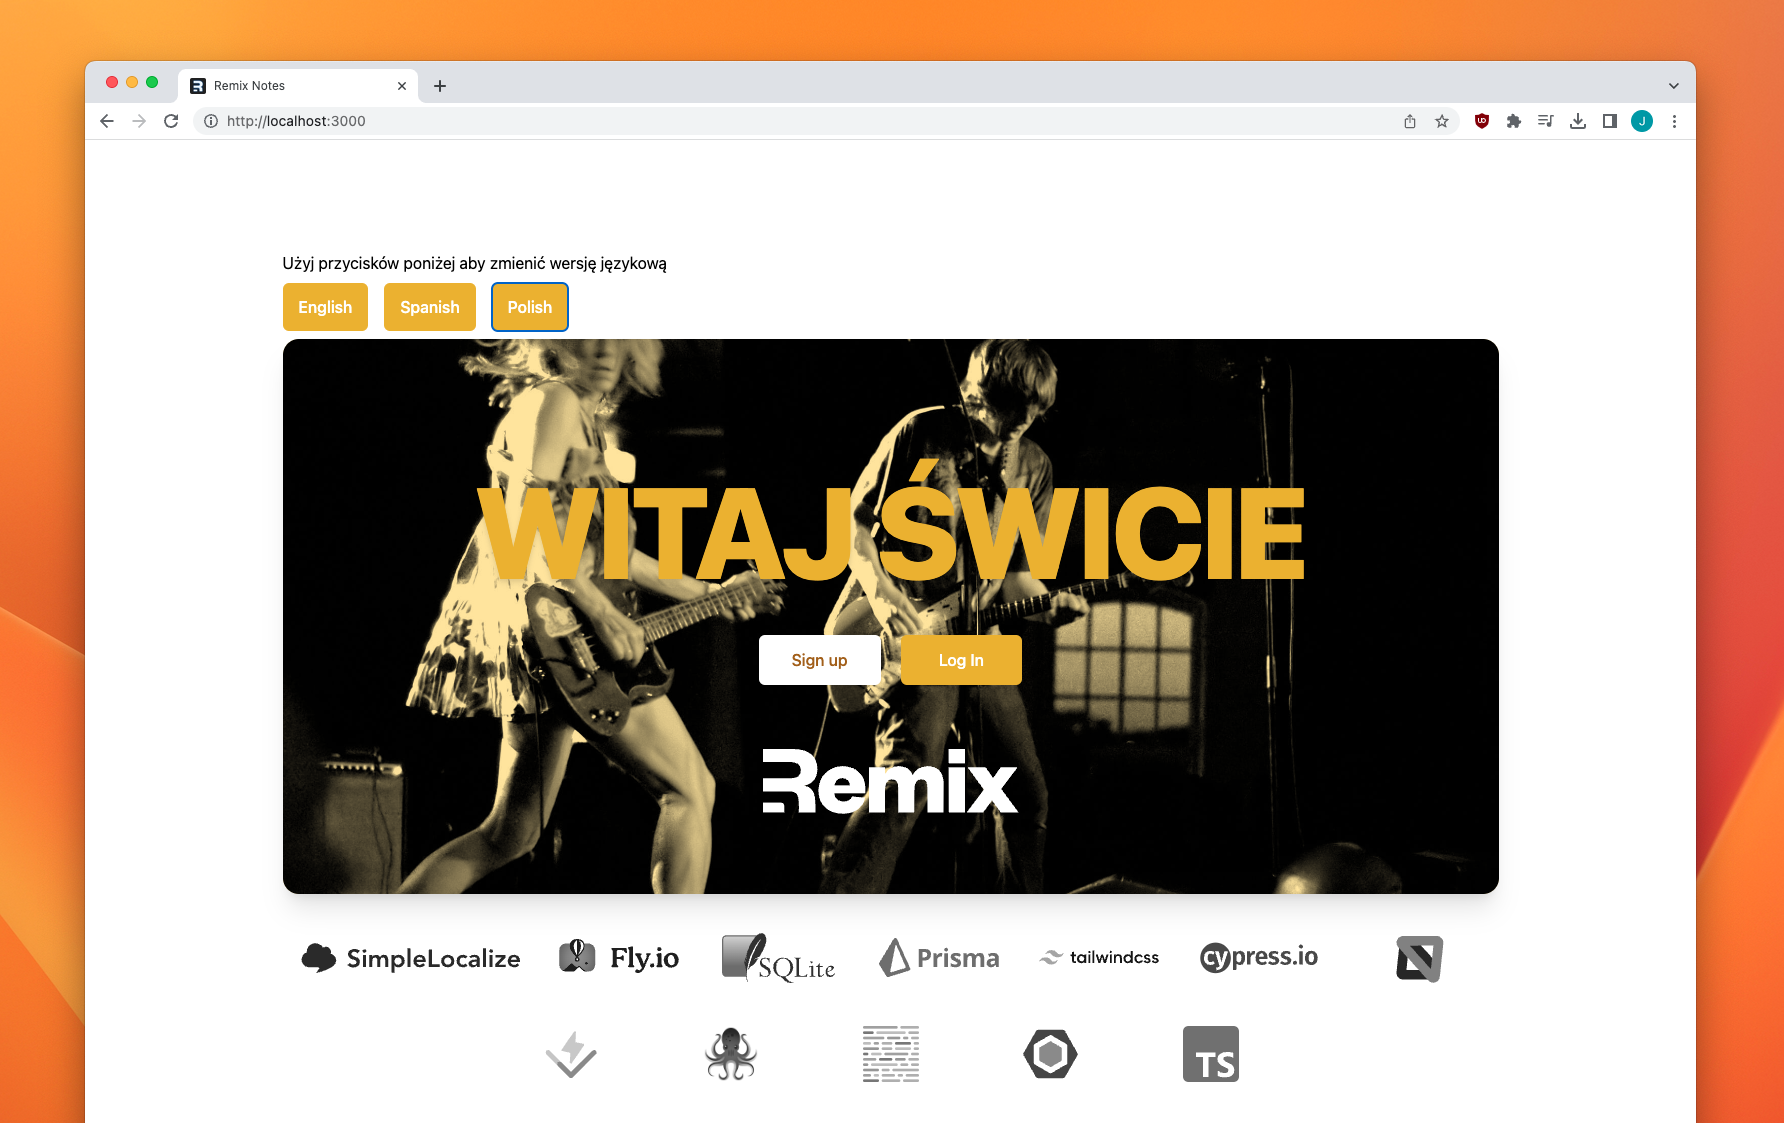 Remix Notes
http://localhost:3000
J
Użyj przycisków poniżej aby zmienić wersję językową
English Spanish Polish
WITAJ ŚWICIE
Sign up Log In
Remix
SimpleLocalize Fly.io SQLite Prisma tailwindcss cypress.io
TS